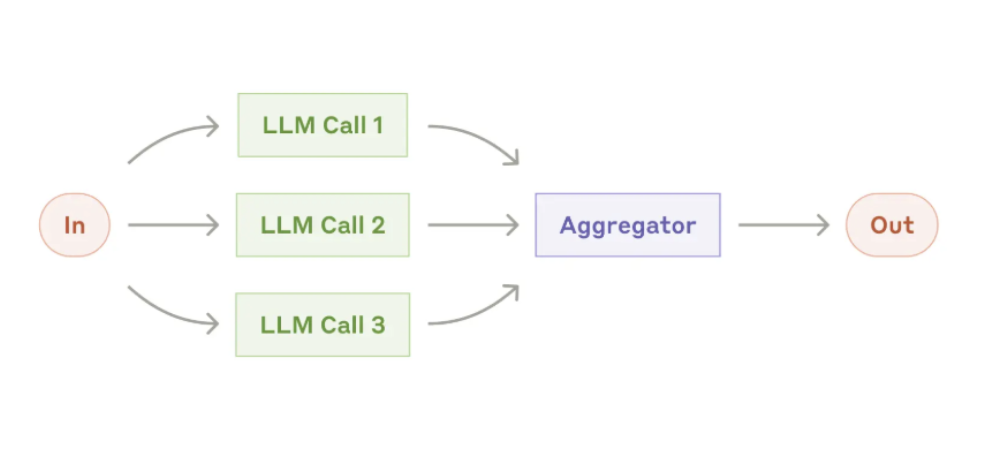 In
LLM Call 1
LLM Call 2
LLM Call 3
Aggregator
Out